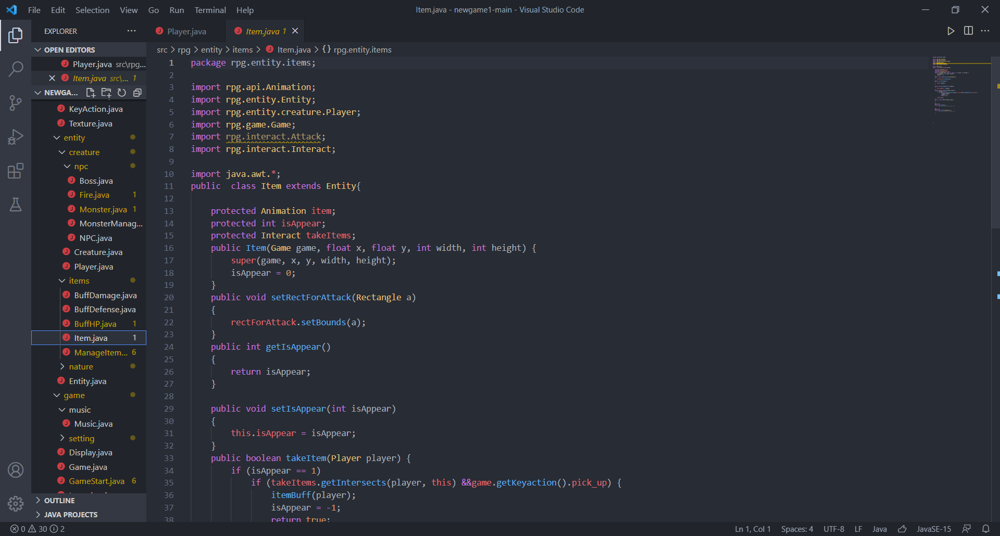 File Edit Selection View Go Run Terminal Help
Item.java - newgame1-main - Visual Studio Code
EXPLORER
OPEN EDITORS
Player.java src\rpg...
Item.java src\... 1
NEWGA...
KeyAction.java
Texture.java
entity
creature
npc
Boss.java
Fire.java 1
Monster.java 1
MonsterManag...
NPC.java
Creature.java
Player.java
items
BuffDamage.java
BuffDefense.java
BuffHP.java 1
Item.java 1
ManageItem... 6
nature
Entity.java
game
music
Music.java
setting
Display.java
Game.java
GameStart.java 6
OUTLINE
JAVA PROJECTS
Player.java
Item.java 1
src > rpg > entity > items > Item.java > {} rpg.entity.items
1 package rpg.entity.items;
2
3 import rpg.api.Animation;
4 import rpg.entity.Entity;
5 import rpg.entity.creature.Player;
6 import rpg.game.Game;
7 import rpg.interact.Attack;
8 import rpg.interact.Interact;
9
10 import java.awt.*;
11 public  class Item extends Entity{
12
13 protected Animation item;
14 protected int isAppear;
15 protected Interact takeItems;
16 public Item(Game game, float x, float y, int width, int height) {
17 super(game, x, y, width, height);
18 isAppear = 0;
19 }
20 public void setRectForAttack(Rectangle a)
21 {
22 rectForAttack.setBounds(a);
23 }
24 public int getIsAppear()
25 {
26 return isAppear;
27 }
28
29 public void setIsAppear(int isAppear)
30 {
31 this.isAppear = isAppear;
32 }
33 public boolean takeItem(Player player) {
34 if (isAppear == 1)
35 if (takeItems.getIntersects(player, this) &&game.getKeyaction().pick_up) {
36 itemBuff(player);
37 isAppear = -1;
38 return true;
0 30 2
Ln 1, Col 1 Spaces: 4 UTF-8 LF Java JavaSE-15